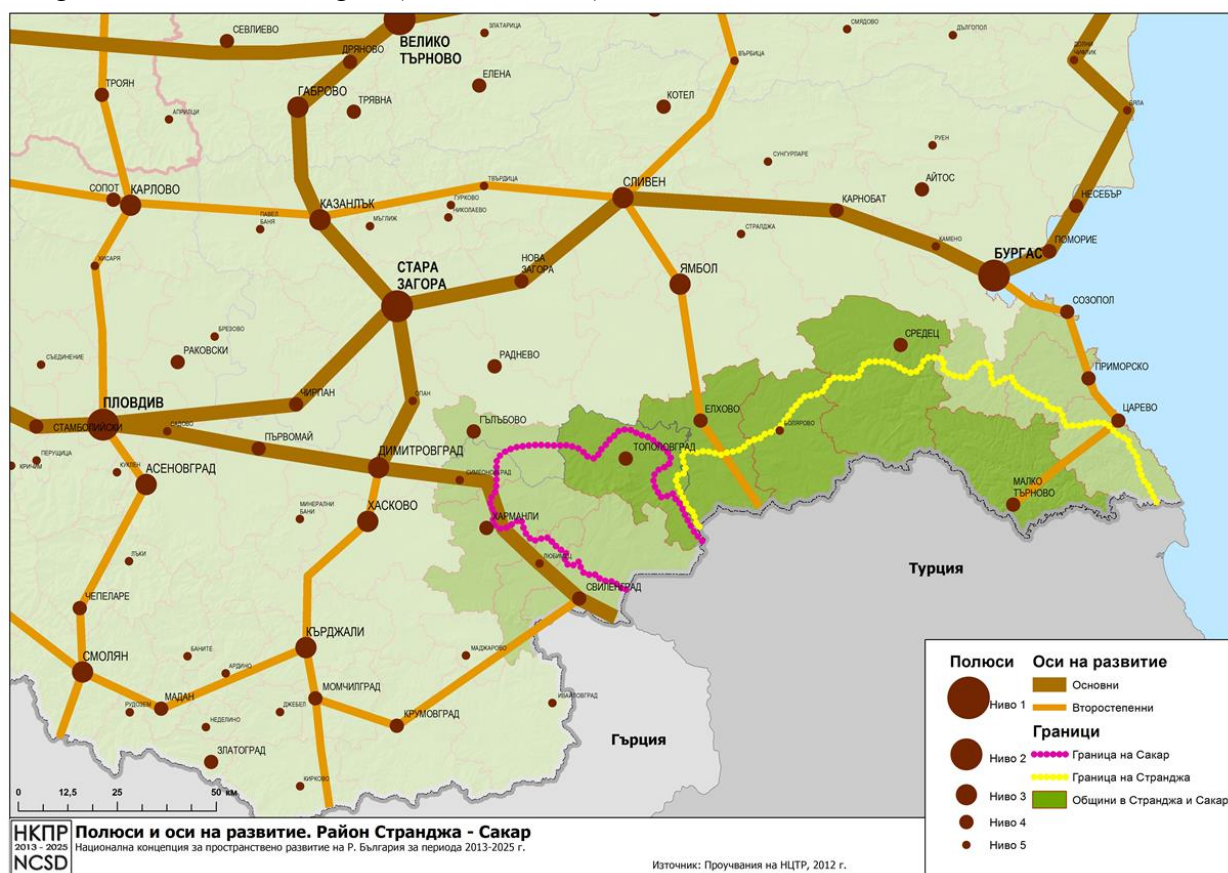 СЕВЛИЕВО
ЗЛАТАРИЦА
СМЯДОВО
ДЪЛГОПОЛ
ВЕЛИКО
ТЪРНОВО
ДРЯНОВО
ВЪРБИЦА
ДОЛНИ
ЧИФЛИК
ТРОЯН
ГАБРОВО
ЕЛЕНА
АПРИЛЦИ
ТРЯВНА
КОТЕЛ
БЯЛА
РУЕН
СУНГУРЛАРЕ
АЙТОС
СОПОТ
КАРЛОВО
ТВЪРДИЦА
СЛИВЕН
НЕСЕБЪР
КАЗАНЛЪК
ГУРКОВО
НИКОЛАЕВО
КАРНОБАТ
ПАВЕЛ
БАНЯ
МЪГЛИЖ
СТРАЛДЖА
КАМЕНО
ПОМОРИЕ
ХИСАРЯ
СТАРА
ЗАГОРА
НОВА
ЗАГОРА
ЯМБОЛ
БУРГАС
СОЗОПОЛ
БРЕЗОВО
СРЕДЕЦ
СЪЕДИНЕНИЕ
РАКОВСКИ
РАДНЕВО
ПРИМОРСКО
ПЛОВДИВ
ЧИРПАН
ОПАН
СТАМБОЛИЙСКИ
САДОВО
ГЪЛЪБОВО
ЕЛХОВО
БОЛЯРОВО
ЦАРЕВО
ПЪРВОМАЙ
ДИМИТРОВГРАД
ТОПОЛОВГРАД
ПЕРУЩИЦА
КРИЧИМ
КУКЛЕН
АСЕНОВГРАД
СИМЕОНОВГРАД
МАЛКО
ТЪРНОВО
МИНЕРАЛНИ
БАНИ
ХАСКОВО
ХАРМАНЛИ
ЛЪКИ
ЛЮБИМЕЦ
Турция
ЧЕПЕЛАРЕ
СВИЛЕНГРАД
КЪРДЖАЛИ
СМОЛЯН
БАНИТЕ
АРДИНО
МАДЖАРОВО
РУДОЗЕМ
МАДАН
МОМЧИЛГРАД
ДЖЕБЕЛ
ИВАЙЛОВГРАД
НЕДЕЛИНО
КРУМОВГРАД
ЗЛАТОГРАД
Гърция
КИРКОВО
0 12,5 25 50 КМ
Полюси
Ниво 1
Ниво 2
Ниво 3
Ниво 4
Ниво 5
Оси на развитие
Основни
Второстепенни
Граници
Граница на Сакар
Граница на Странджа
Общини в Странджа и Сакар
НКПР
2013 - 2025
NCSD
Полюси и оси на развитие. Район Странджа - Сакар
Национална концепция за пространствено развитие на Р. България за периода 2013-2025 г.
Източник: Проучвания на НЦТР, 2012 г.